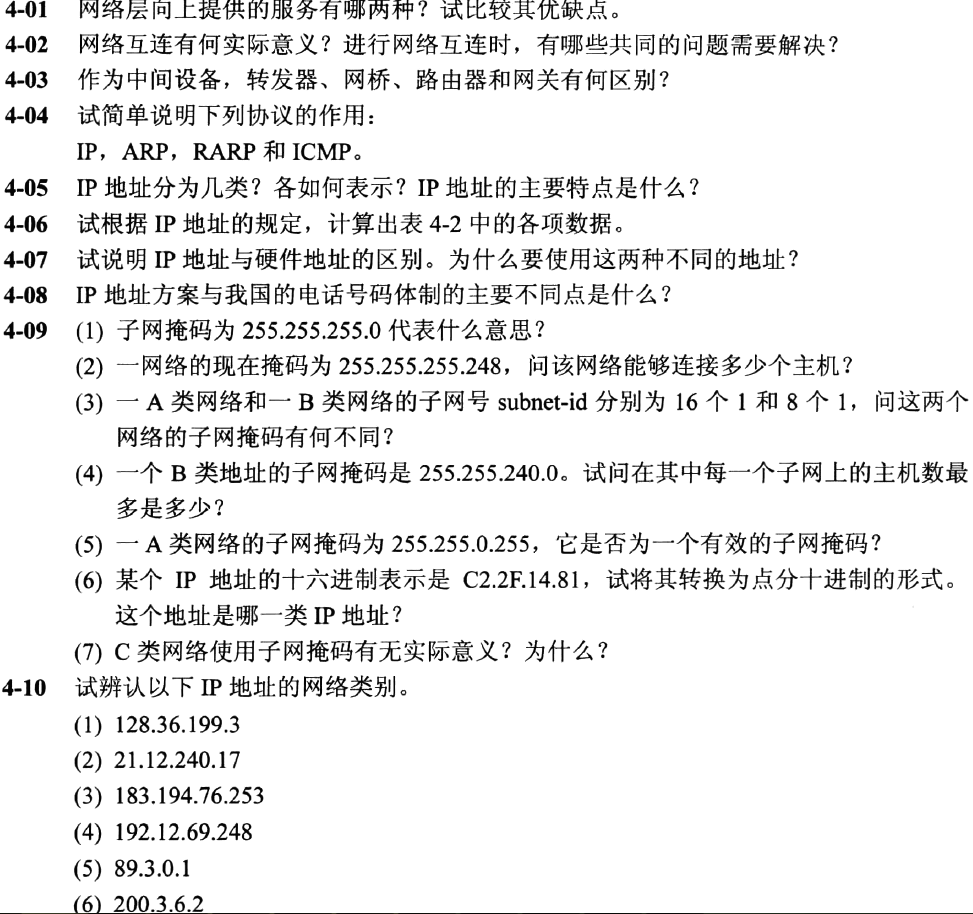 4-01 网络层向上提供的服务有哪两种？试比较其优缺点。
4-02 网络互连有何实际意义？进行网络互连时，有哪些共同的问题需要解决？
4-03 作为中间设备，转发器、网桥、路由器和网关有何区别？
4-04 试简单说明下列协议的作用：
IP，ARP，RARP 和 ICMP。
4-05 IP 地址分为几类？各如何表示？IP 地址的主要特点是什么？
4-06 试根据 IP 地址的规定，计算出表 4-2 中的各项数据。
4-07 试说明 IP 地址与硬件地址的区别。为什么要使用这两种不同的地址？
4-08 IP 地址方案与我国的电话号码体制的主要不同点是什么？
4-09 (1) 子网掩码为 255.255.255.0 代表什么意思？
(2) 一网络的现在掩码为 255.255.255.248，问该网络能够连接多少个主机？
(3) 一 A 类网络和一 B 类网络的子网号 subnet-id 分别为 16 个 1 和 8 个 1，问这两个
网络的子网掩码有何不同？
(4) 一个 B 类地址的子网掩码是 255.255.240.0。试问在其中每一个子网上的主机数最
多是多少？
(5) 一 A 类网络的子网掩码为 255.255.0.255，它是否为一个有效的子网掩码？
(6) 某个 IP 地址的十六进制表示是 C2.2F.14.81，试将其转换为点分十进制的形式。
这个地址是哪一类 IP 地址？
(7) C 类网络使用子网掩码有无实际意义？为什么？
4-10 试辨认以下 IP 地址的网络类别。
(1) 128.36.199.3
(2) 21.12.240.17
(3) 183.194.76.253
(4) 192.12.69.248
(5) 89.3.0.1
(6) 200.3.6.2